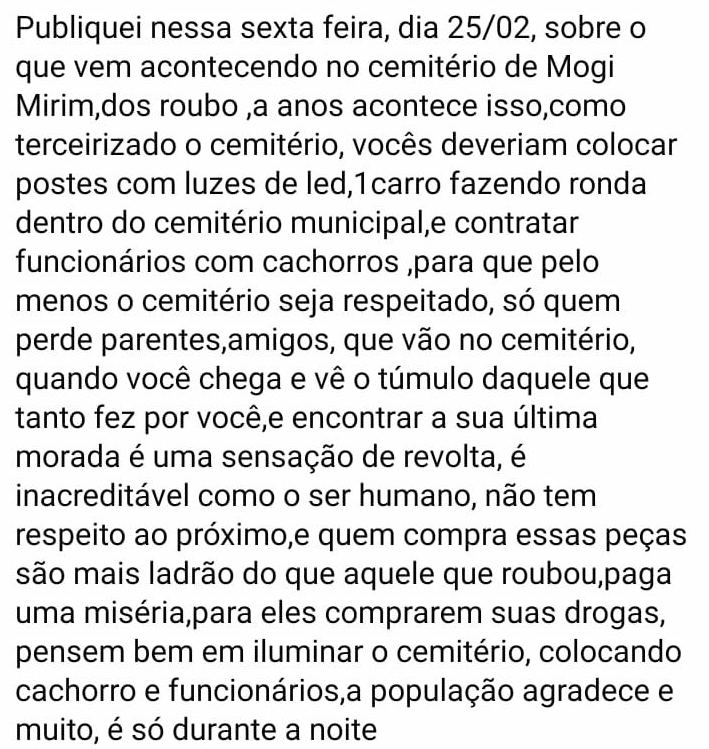 Publiquei nessa sexta feira, dia 25/02, sobre o
que vem acontecendo no cemitério de Mogi
Mirim,dos roubo ,a anos acontece isso,como
terceirizado o cemitério, vocês deveriam colocar
postes com luzes de led,1carro fazendo ronda
dentro do cemitério municipal,e contratar
funcionários com cachorros ,para que pelo
menos o cemitério seja respeitado, só quem
perde parentes,amigos, que vão no cemitério,
quando você chega e vê o túmulo daquele que
tanto fez por você,e encontrar a sua última
morada é uma sensação de revolta, é
inacreditável como o ser humano, não tem
respeito ao próximo,e quem compra essas peças
são mais ladrão do que aquele que roubou,paga
uma miséria,para eles comprarem suas drogas,
pensem bem em iluminar o cemitério, colocando
cachorro e funcionários,a população agradece e
muito, é só durante a noite